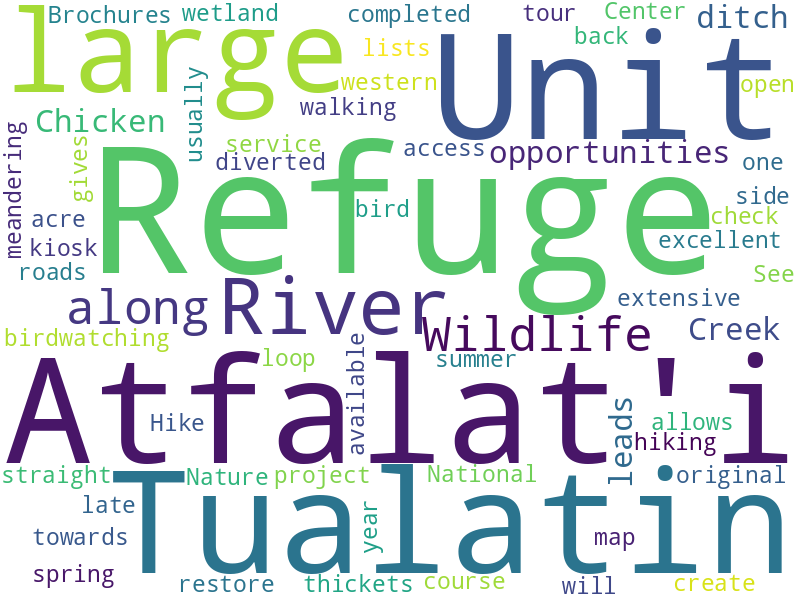 Brochures wetland completed tour Center ditch
large Unit back
lists
western open
usually walking
Chicken opportunities
service access
meandering gives diverted one
Refuge side
acre bird check
kiosk excellent
roads See
along River extensive
birdwatching Wildlife Creek
loop available summer
Atfalat'i
Hike leads allows
hiking
straight Nature project National original
Tualatin
late year
towards map
spring restore thickets course will create